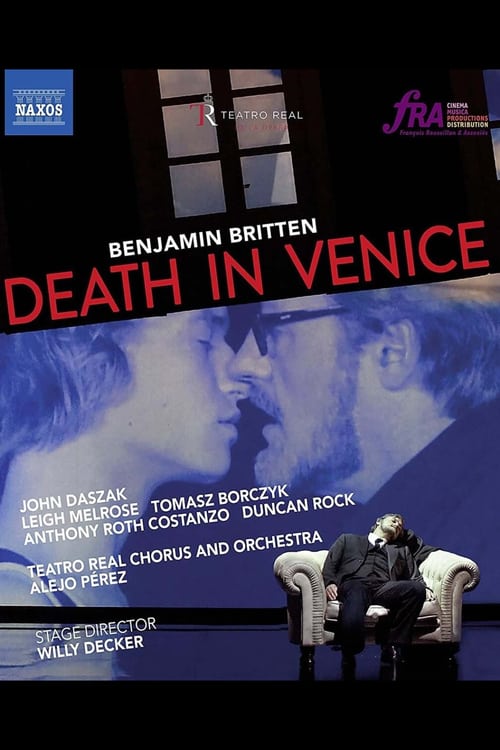 NAXOS
TR TEATRO REAL
fRA CINEMA
MUSICA
PRODUCTIONS
DISTRIBUTION
François Roussillon & Associés
BENJAMIN BRITTEN
DEATH IN VENICE
JOHN DASZAK
LEIGH MELROSE TOMASZ BORCZYK
ANTHONY ROTH COSTANZO DUNCAN ROCK
TEATRO REAL CHORUS AND ORCHESTRA
ALEJO PÉREZ
STAGE DIRECTOR
WILLY DECKER